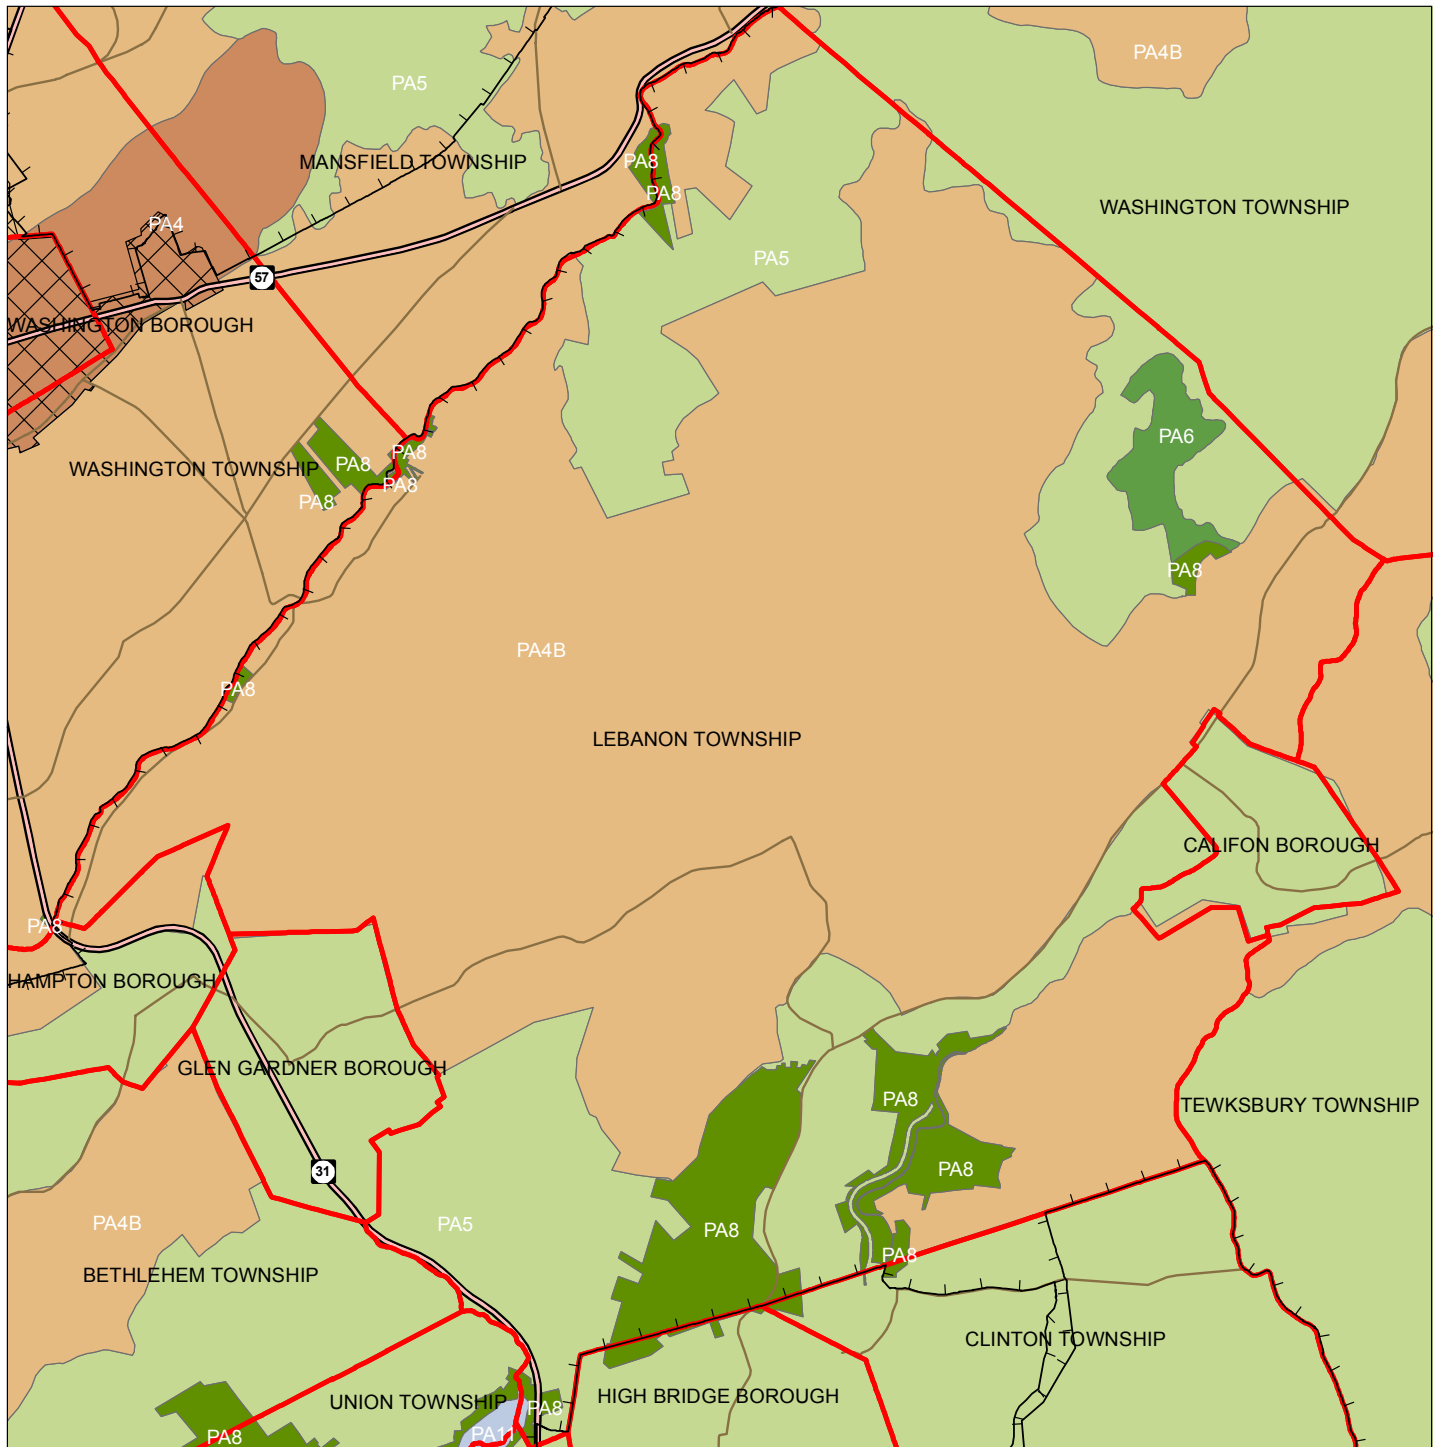 PA4B
PA5
MANSFIELD TOWNSHIP
PA8
PA8
WASHINGTON TOWNSHIP
PA4
PA5
57
WASHINGTON BOROUGH
PA6
PA8
PA8
WASHINGTON TOWNSHIP
PA8
PA8
PA8
PA4B
PA8
LEBANON TOWNSHIP
CALIFON BOROUGH
PA8
HAMPTON BOROUGH
GLEN GARDNER BOROUGH
PA8
TEWKSBURY TOWNSHIP
PA8
31
PA4B
PA5
PA8
PA8
BETHLEHEM TOWNSHIP
CLINTON TOWNSHIP
HIGH BRIDGE BOROUGH
UNION TOWNSHIP
PA8
PA8
PA11